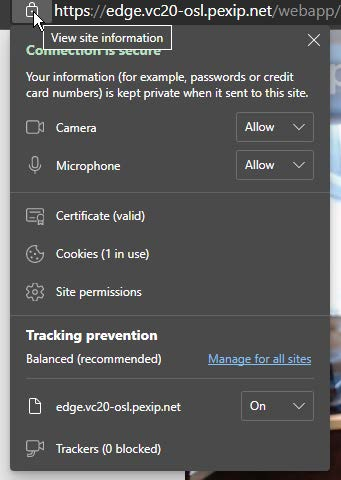 https://edge.vc20-osl.pexip.net/webapp/
View site information
Connection is secure
Your information (for example, passwords or credit
card numbers) is kept private when it sent to this site.
Camera
Allow
Microphone
Allow
Certificate (valid)
Cookies (1 in use)
Site permissions
Tracking prevention
Balanced (recommended)
Manage for all sites
edge.vc20-osl.pexip.net
On
Trackers (0 blocked)